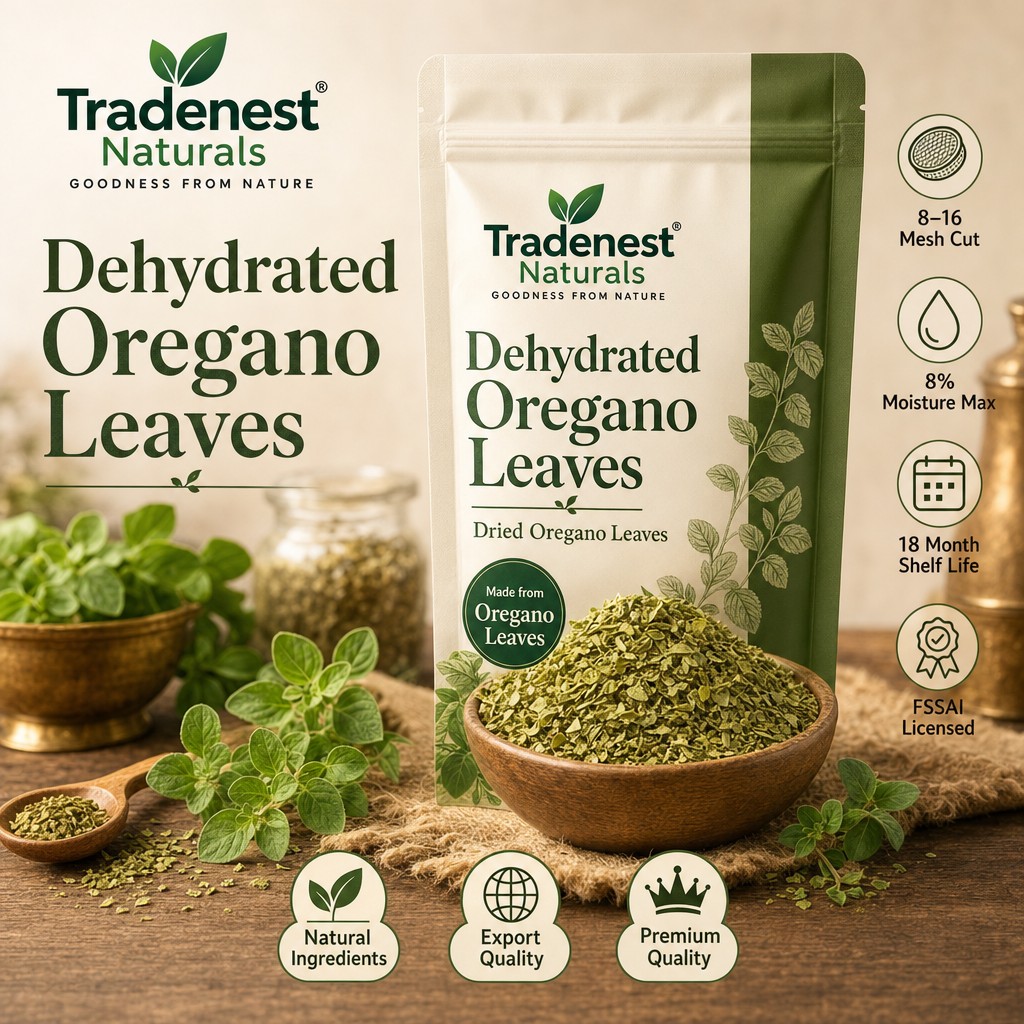 Tradenest®
Naturals
GOODNESS FROM NATURE
Dehydrated
Oregano
Leaves
Tradenest®
Naturals
GOODNESS FROM NATURE
Dehydrated
Oregano
Leaves
Dried Oregano Leaves
Made from
Oregano
Leaves
8–16
Mesh Cut
8%
Moisture Max
18 Month
Shelf Life
FSSAI
Licensed
Natural
Ingredients
Export
Quality
Premium
Quality